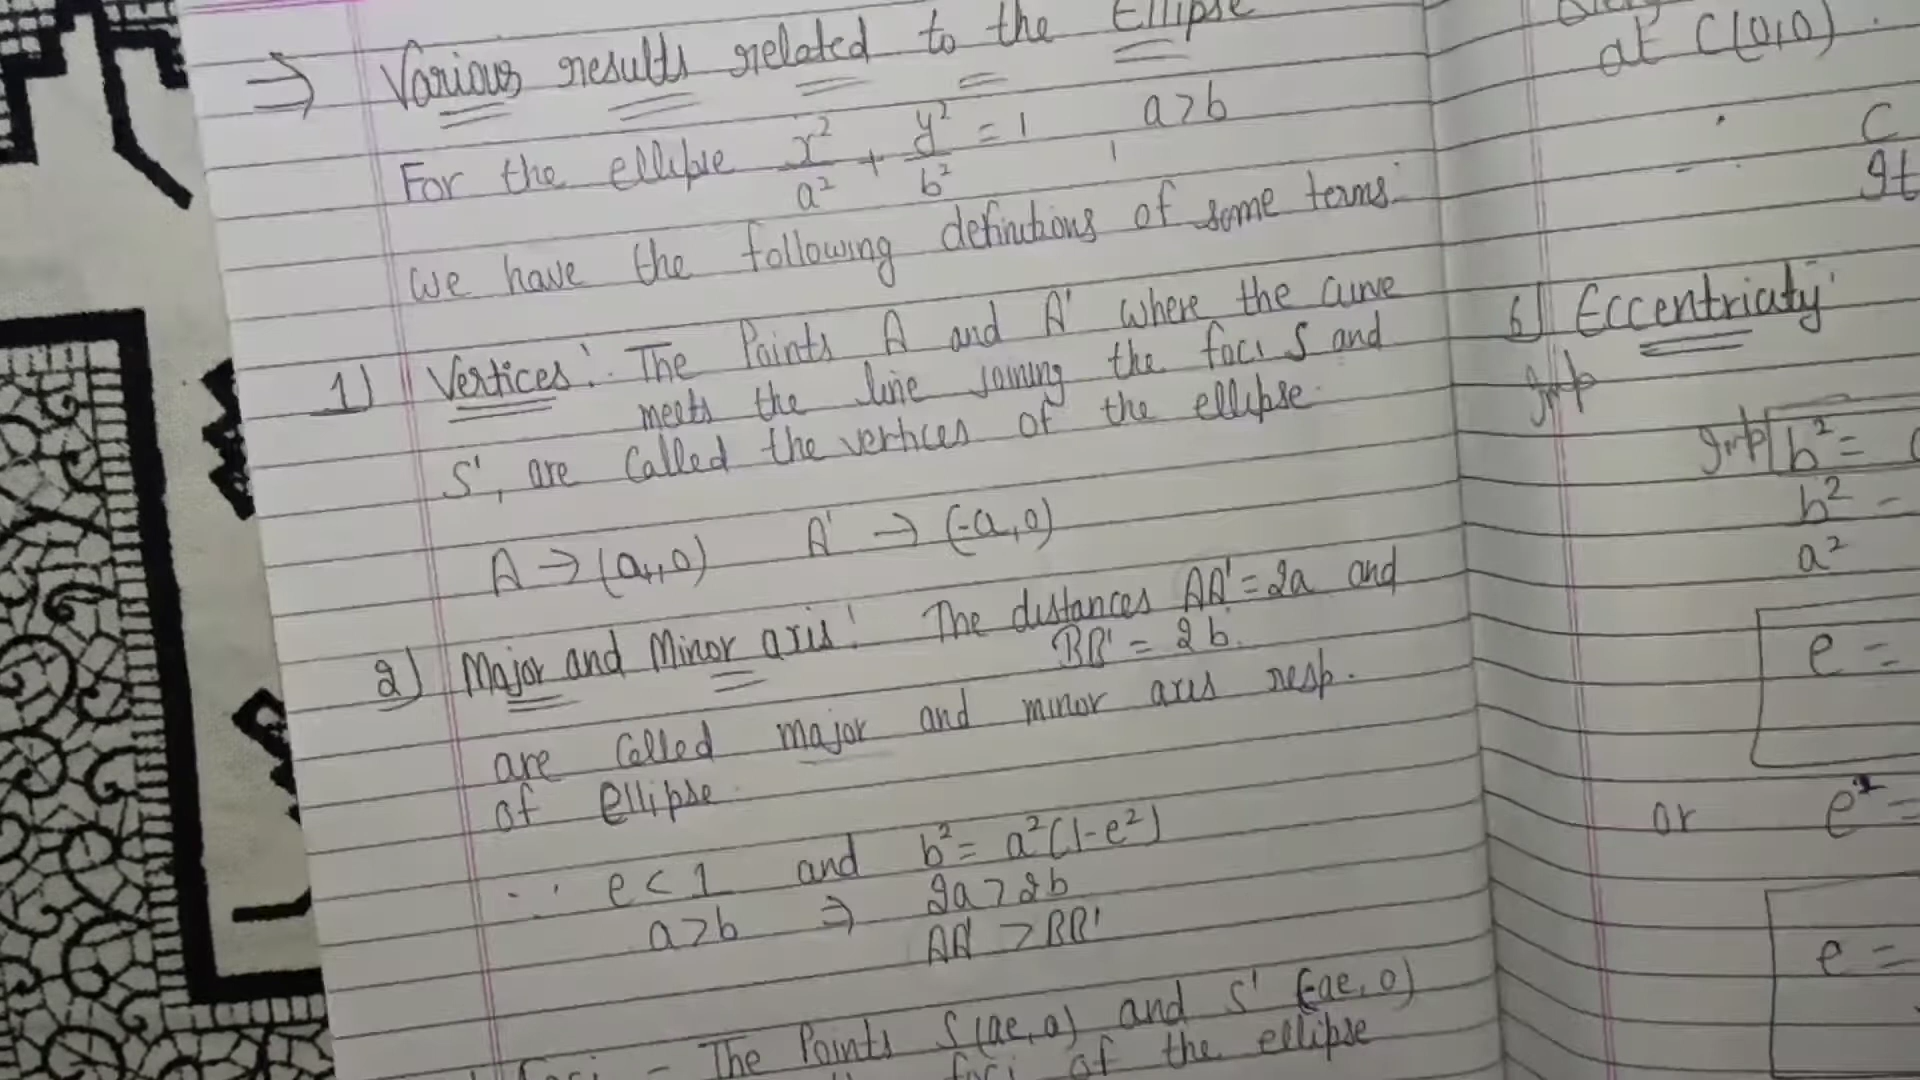 ⇒ Various results related to the Ellipse
For the ellipse x²/a² + y²/b² = 1 , a>b
we have the following definitions of some terms.
1) Vertices: The Points A and A' where the curve
meets the line joining the foci S and
S', are Called the vertices of the ellipse.
A → (a,0) A' → (-a,0)
2) Major and Minor axis: The distances AA' = 2a and
BB' = 2b.
are Called major and minor axis resp.
of Ellipse.
∵ e < 1 and b² = a²(1-e²)
a>b ⇒ 2a > 2b
AA' > BB'
Foci - The Points S(ae,0) and S' (-ae,0)
foci of the ellipse
at C(0,0).
C
6) Eccentricity
Imp
Imp b² =
b² =
a²
e =
or e² =
e =